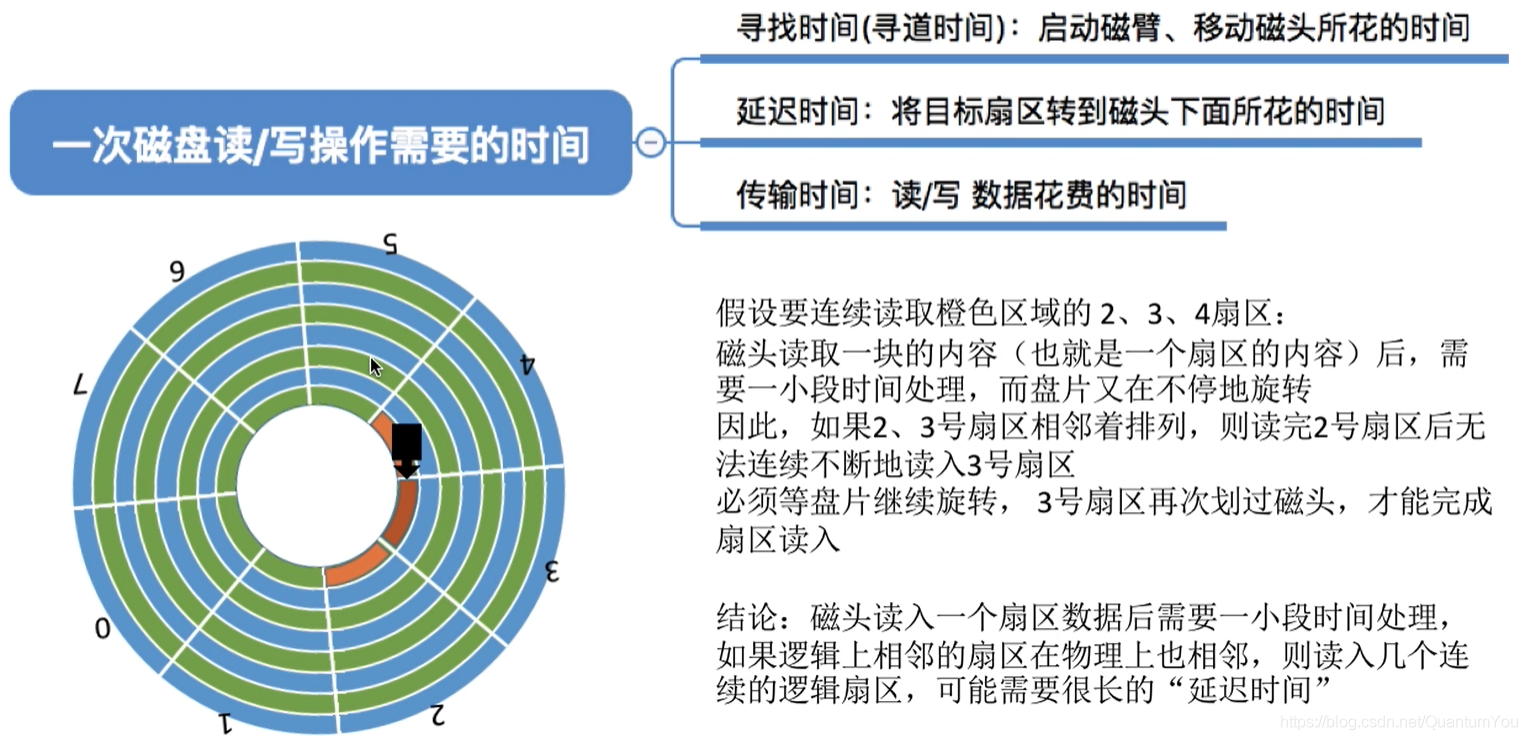 寻找时间(寻道时间)：启动磁臂、移动磁头所花的时间
一次磁盘读/写操作需要的时间
延迟时间：将目标扇区转到磁头下面所花的时间
传输时间：读/写 数据花费的时间
5
6
4
7
3
0
2
1
假设要连续读取橙色区域的 2、3、4扇区：
磁头读取一块的内容（也就是一个扇区的内容）后，需
要一小段时间处理，而盘片又在不停地旋转
因此，如果2、3号扇区相邻着排列，则读完2号扇区后无
法连续不断地读入3号扇区
必须等盘片继续旋转， 3号扇区再次划过磁头，才能完成
扇区读入
结论：磁头读入一个扇区数据后需要一小段时间处理，
如果逻辑上相邻的扇区在物理上也相邻，则读入几个连
续的逻辑扇区，可能需要很长的“延迟时间”
https://blog.csdn.net/QuantumYou